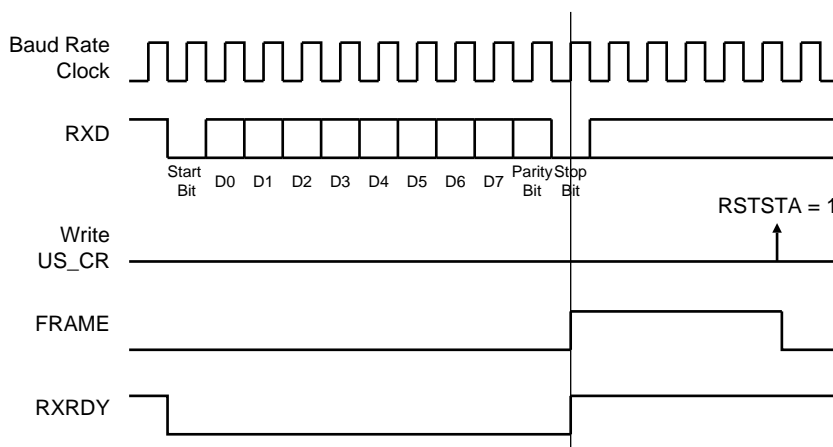 Baud Rate
Clock
RXD
Start
Bit
D0
D1
D2
D3
D4
D5
D6
D7
Parity
Bit
Stop
Bit
RSTSTA = 1
Write
US_CR
FRAME
RXRDY